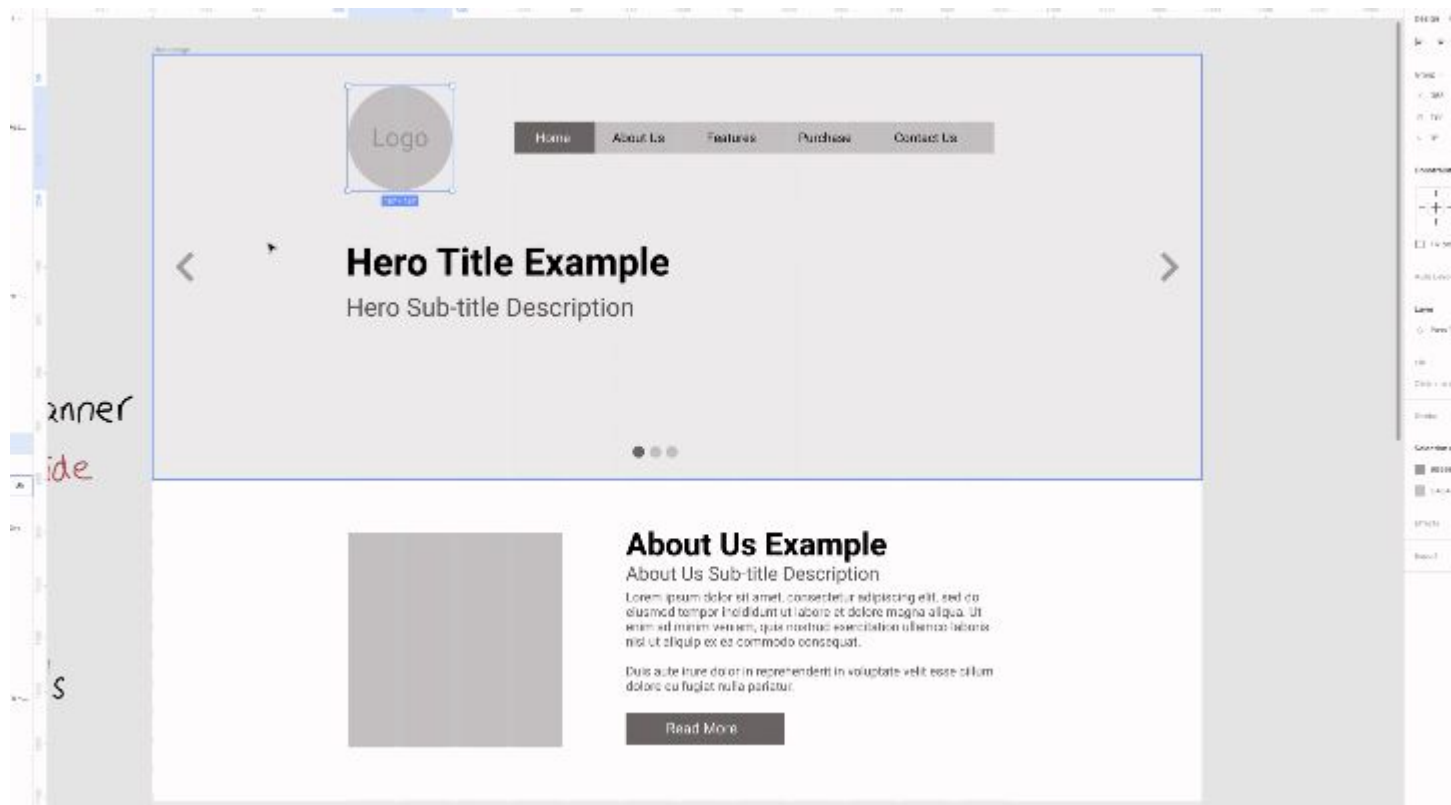 Design
Logo
Home About Us Features Purchase Contact Us
Hero Title Example
Hero Sub-title Description
anner
ide
s
About Us Example
About Us Sub-title Description
Lorem ipsum dolor sit amet, consectetur adipiscing elit, sed do
eiusmod tempor incididunt ut labore et dolore magna aliqua. Ut
enim ad minim veniam, quis nostrud exercitation ullamco laboris
nisi ut aliquip ex ea commodo consequat.
Duis aute irure dolor in reprehenderit in voluptate velit esse cillum
dolore eu fugiat nulla pariatur.
Read More
Group
Layer
Effects